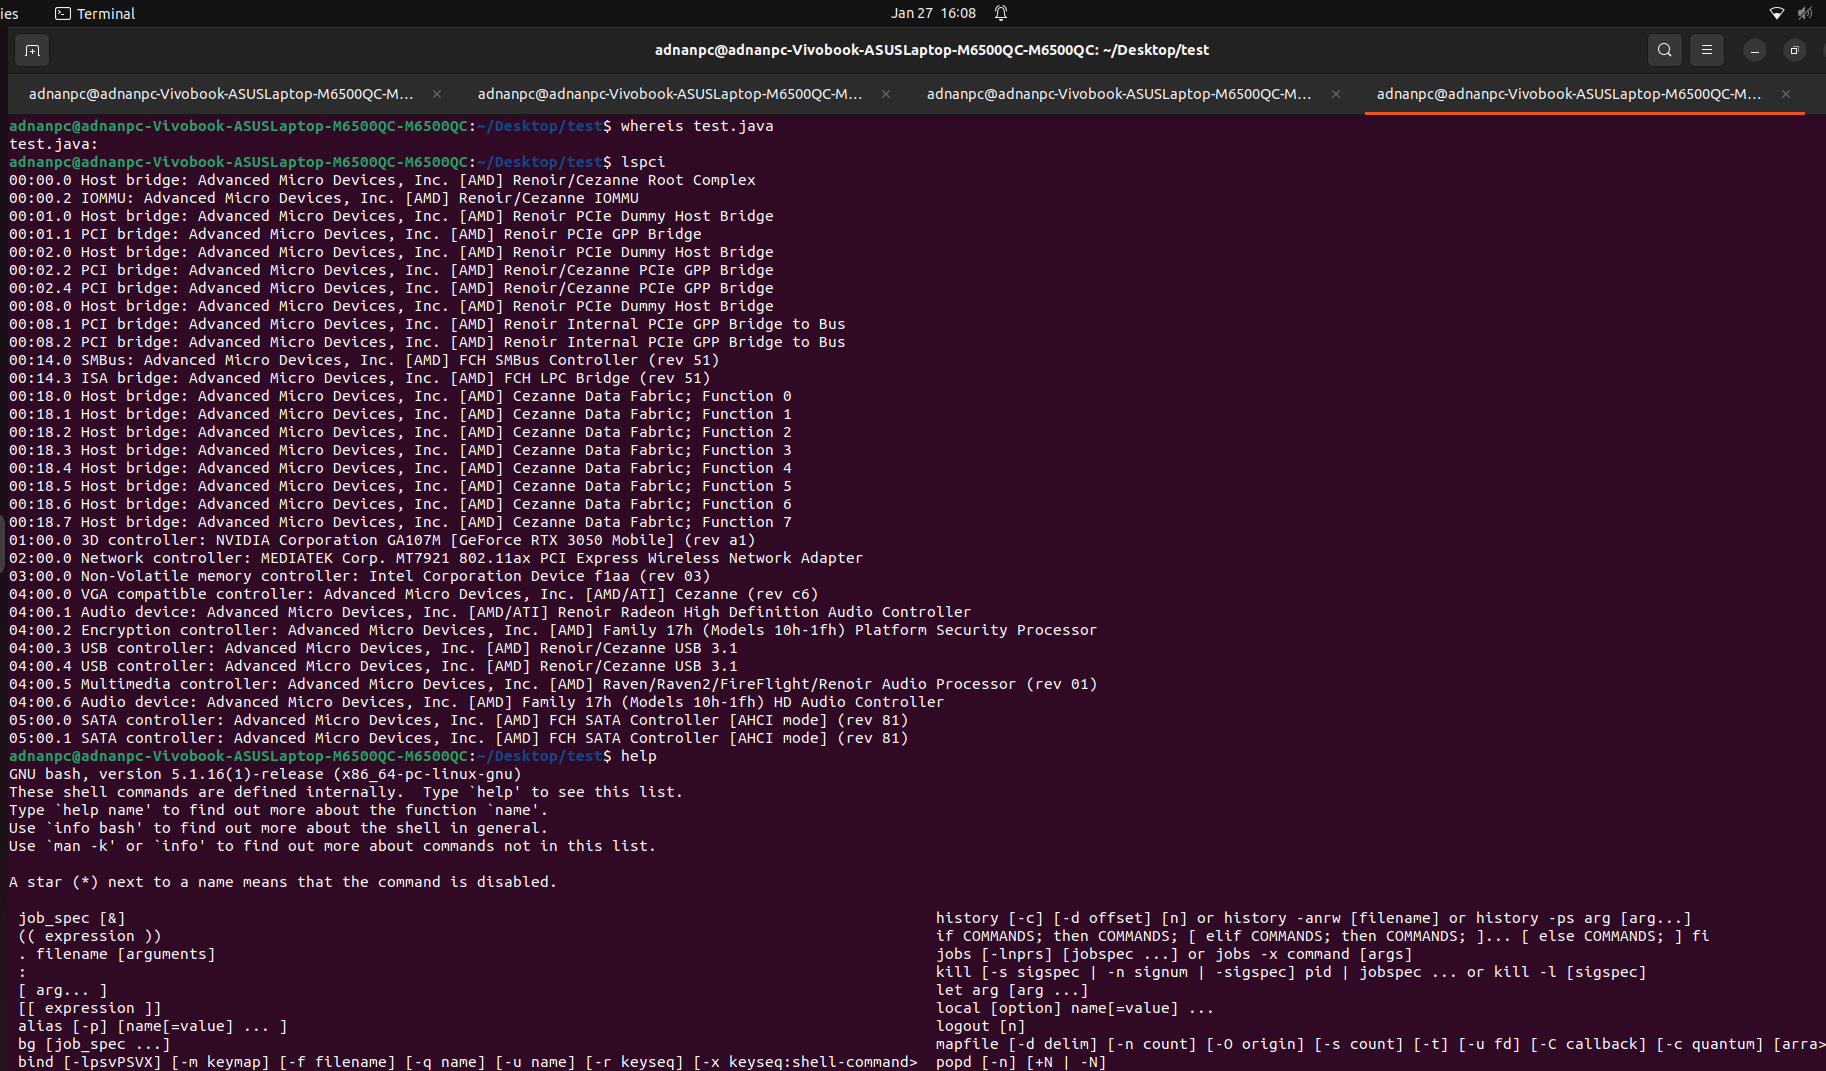 ies Terminal Jan 27 16:08
adnanpc@adnanpc-Vivobook-ASUSLaptop-M6500QC-M6500QC: ~/Desktop/test
adnanpc@adnanpc-Vivobook-ASUSLaptop-M6500QC-M... × adnanpc@adnanpc-Vivobook-ASUSLaptop-M6500QC-M... × adnanpc@adnanpc-Vivobook-ASUSLaptop-M6500QC-M... × adnanpc@adnanpc-Vivobook-ASUSLaptop-M6500QC-M... ×
adnanpc@adnanpc-Vivobook-ASUSLaptop-M6500QC-M6500QC:~/Desktop/test$ whereis test.java
test.java:
adnanpc@adnanpc-Vivobook-ASUSLaptop-M6500QC-M6500QC:~/Desktop/test$ lspci
00:00.0 Host bridge: Advanced Micro Devices, Inc. [AMD] Renoir/Cezanne Root Complex
00:00.2 IOMMU: Advanced Micro Devices, Inc. [AMD] Renoir/Cezanne IOMMU
00:01.0 Host bridge: Advanced Micro Devices, Inc. [AMD] Renoir PCIe Dummy Host Bridge
00:01.1 PCI bridge: Advanced Micro Devices, Inc. [AMD] Renoir PCIe GPP Bridge
00:02.0 Host bridge: Advanced Micro Devices, Inc. [AMD] Renoir PCIe Dummy Host Bridge
00:02.2 PCI bridge: Advanced Micro Devices, Inc. [AMD] Renoir/Cezanne PCIe GPP Bridge
00:02.4 PCI bridge: Advanced Micro Devices, Inc. [AMD] Renoir/Cezanne PCIe GPP Bridge
00:08.0 Host bridge: Advanced Micro Devices, Inc. [AMD] Renoir PCIe Dummy Host Bridge
00:08.1 PCI bridge: Advanced Micro Devices, Inc. [AMD] Renoir Internal PCIe GPP Bridge to Bus
00:08.2 PCI bridge: Advanced Micro Devices, Inc. [AMD] Renoir Internal PCIe GPP Bridge to Bus
00:14.0 SMBus: Advanced Micro Devices, Inc. [AMD] FCH SMBus Controller (rev 51)
00:14.3 ISA bridge: Advanced Micro Devices, Inc. [AMD] FCH LPC Bridge (rev 51)
00:18.0 Host bridge: Advanced Micro Devices, Inc. [AMD] Cezanne Data Fabric; Function 0
00:18.1 Host bridge: Advanced Micro Devices, Inc. [AMD] Cezanne Data Fabric; Function 1
00:18.2 Host bridge: Advanced Micro Devices, Inc. [AMD] Cezanne Data Fabric; Function 2
00:18.3 Host bridge: Advanced Micro Devices, Inc. [AMD] Cezanne Data Fabric; Function 3
00:18.4 Host bridge: Advanced Micro Devices, Inc. [AMD] Cezanne Data Fabric; Function 4
00:18.5 Host bridge: Advanced Micro Devices, Inc. [AMD] Cezanne Data Fabric; Function 5
00:18.6 Host bridge: Advanced Micro Devices, Inc. [AMD] Cezanne Data Fabric; Function 6
00:18.7 Host bridge: Advanced Micro Devices, Inc. [AMD] Cezanne Data Fabric; Function 7
01:00.0 3D controller: NVIDIA Corporation GA107M [GeForce RTX 3050 Mobile] (rev a1)
02:00.0 Network controller: MEDIATEK Corp. MT7921 802.11ax PCI Express Wireless Network Adapter
03:00.0 Non-Volatile memory controller: Intel Corporation Device f1aa (rev 03)
04:00.0 VGA compatible controller: Advanced Micro Devices, Inc. [AMD/ATI] Cezanne (rev c6)
04:00.1 Audio device: Advanced Micro Devices, Inc. [AMD/ATI] Renoir Radeon High Definition Audio Controller
04:00.2 Encryption controller: Advanced Micro Devices, Inc. [AMD] Family 17h (Models 10h-1fh) Platform Security Processor
04:00.3 USB controller: Advanced Micro Devices, Inc. [AMD] Renoir/Cezanne USB 3.1
04:00.4 USB controller: Advanced Micro Devices, Inc. [AMD] Renoir/Cezanne USB 3.1
04:00.5 Multimedia controller: Advanced Micro Devices, Inc. [AMD] Raven/Raven2/FireFlight/Renoir Audio Processor (rev 01)
04:00.6 Audio device: Advanced Micro Devices, Inc. [AMD] Family 17h (Models 10h-1fh) HD Audio Controller
05:00.0 SATA controller: Advanced Micro Devices, Inc. [AMD] FCH SATA Controller [AHCI mode] (rev 81)
05:00.1 SATA controller: Advanced Micro Devices, Inc. [AMD] FCH SATA Controller [AHCI mode] (rev 81)
adnanpc@adnanpc-Vivobook-ASUSLaptop-M6500QC-M6500QC:~/Desktop/test$ help
GNU bash, version 5.1.16(1)-release (x86_64-pc-linux-gnu)
These shell commands are defined internally.  Type `help' to see this list.
Type `help name' to find out more about the function `name'.
Use `info bash' to find out more about the shell in general.
Use `man -k' or `info' to find out more about commands not in this list.
A star (*) next to a name means that the command is disabled.
job_spec [&] history [-c] [-d offset] [n] or history -anrw [filename] or history -ps arg [arg...]
(( expression )) if COMMANDS; then COMMANDS; [ elif COMMANDS; then COMMANDS; ]... [ else COMMANDS; ] fi
. filename [arguments] jobs [-lnprs] [jobspec ...] or jobs -x command [args]
: kill [-s sigspec | -n signum | -sigspec] pid | jobspec ... or kill -l [sigspec]
[ arg... ] let arg [arg ...]
[[ expression ]] local [option] name[=value] ...
alias [-p] [name[=value] ... ] logout [n]
bg [job_spec ...] mapfile [-d delim] [-n count] [-O origin] [-s count] [-t] [-u fd] [-C callback] [-c quantum] [arra>
bind [-lpsvPSVX] [-m keymap] [-f filename] [-q name] [-u name] [-r keyseq] [-x keyseq:shell-command> popd [-n] [+N | -N]